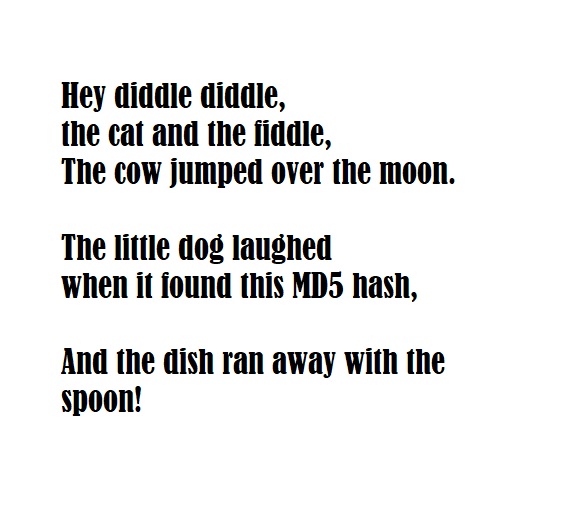 Hey diddle diddle,
the cat and the fiddle,
The cow jumped over the moon.
The little dog laughed
when it found this MD5 hash,
And the dish ran away with the
spoon!